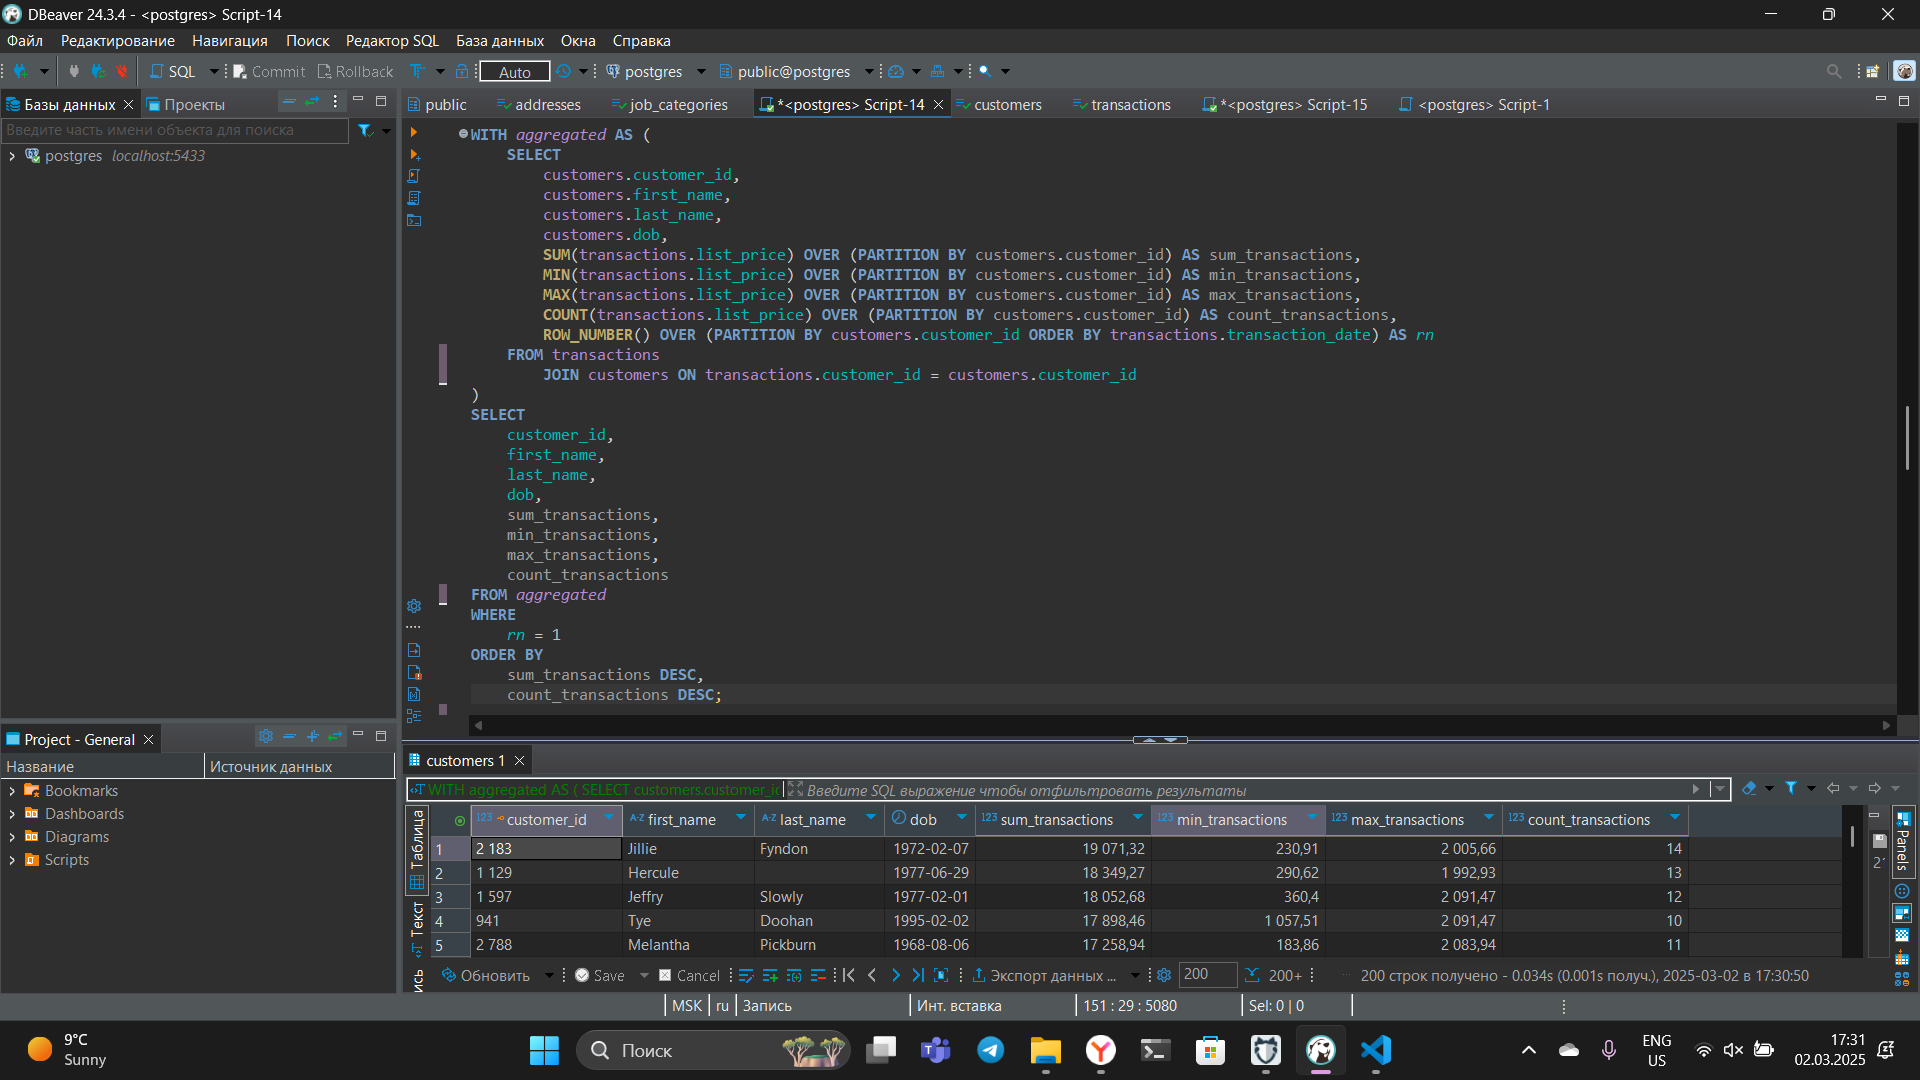 DBeaver 24.3.4 - <postgres> Script-14
Файл Редактирование Навигация Поиск Редактор SQL База данных Окна Справка
SQL Commit Rollback Auto postgres public@postgres
Базы данных Проекты
Введите часть имени объекта для поиска
postgres localhost:5433
public addresses job_categories *<postgres> Script-14 customers transactions *<postgres> Script-15 <postgres> Script-1
WITH aggregated AS (
SELECT
customers.customer_id,
customers.first_name,
customers.last_name,
customers.dob,
SUM(transactions.list_price) OVER (PARTITION BY customers.customer_id) AS sum_transactions,
MIN(transactions.list_price) OVER (PARTITION BY customers.customer_id) AS min_transactions,
MAX(transactions.list_price) OVER (PARTITION BY customers.customer_id) AS max_transactions,
COUNT(transactions.list_price) OVER (PARTITION BY customers.customer_id) AS count_transactions,
ROW_NUMBER() OVER (PARTITION BY customers.customer_id ORDER BY transactions.transaction_date) AS rn
FROM transactions
JOIN customers ON transactions.customer_id = customers.customer_id
)
SELECT
customer_id,
first_name,
last_name,
dob,
sum_transactions,
min_transactions,
max_transactions,
count_transactions
FROM aggregated
WHERE
rn = 1
ORDER BY
sum_transactions DESC,
count_transactions DESC;
Project - General
Название Источник данных
Bookmarks
Dashboards
Diagrams
Scripts
customers 1
WITH aggregated AS ( SELECT customers.customer_id Введите SQL выражение чтобы отфильтровать результаты
Таблица
Текст
Panels
123 customer_id A-Z first_name A-Z last_name dob 123 sum_transactions 123 min_transactions 123 max_transactions 123 count_transactions
1 2 183 Jillie Fyndon 1972-02-07 19 071,32 230,91 2 005,66 14
2 1 129 Hercule 1977-06-29 18 349,27 290,62 1 992,93 13
3 1 597 Jeffry Slowly 1977-02-01 18 052,68 360,4 2 091,47 12
4 941 Tye Doohan 1995-02-02 17 898,46 1 057,51 2 091,47 10
5 2 788 Melantha Pickburn 1968-08-06 17 258,94 183,86 2 083,94 11
Обновить Save Cancel Экспорт данных ... 200 200+ 200 строк получено - 0.034s (0.001s получ.), 2025-03-02 в 17:30:50
MSK ru Запись Инт. вставка 151 : 29 : 5080 Sel: 0 | 0
9°C
Sunny
Поиск
ENG
US
17:31
02.03.2025